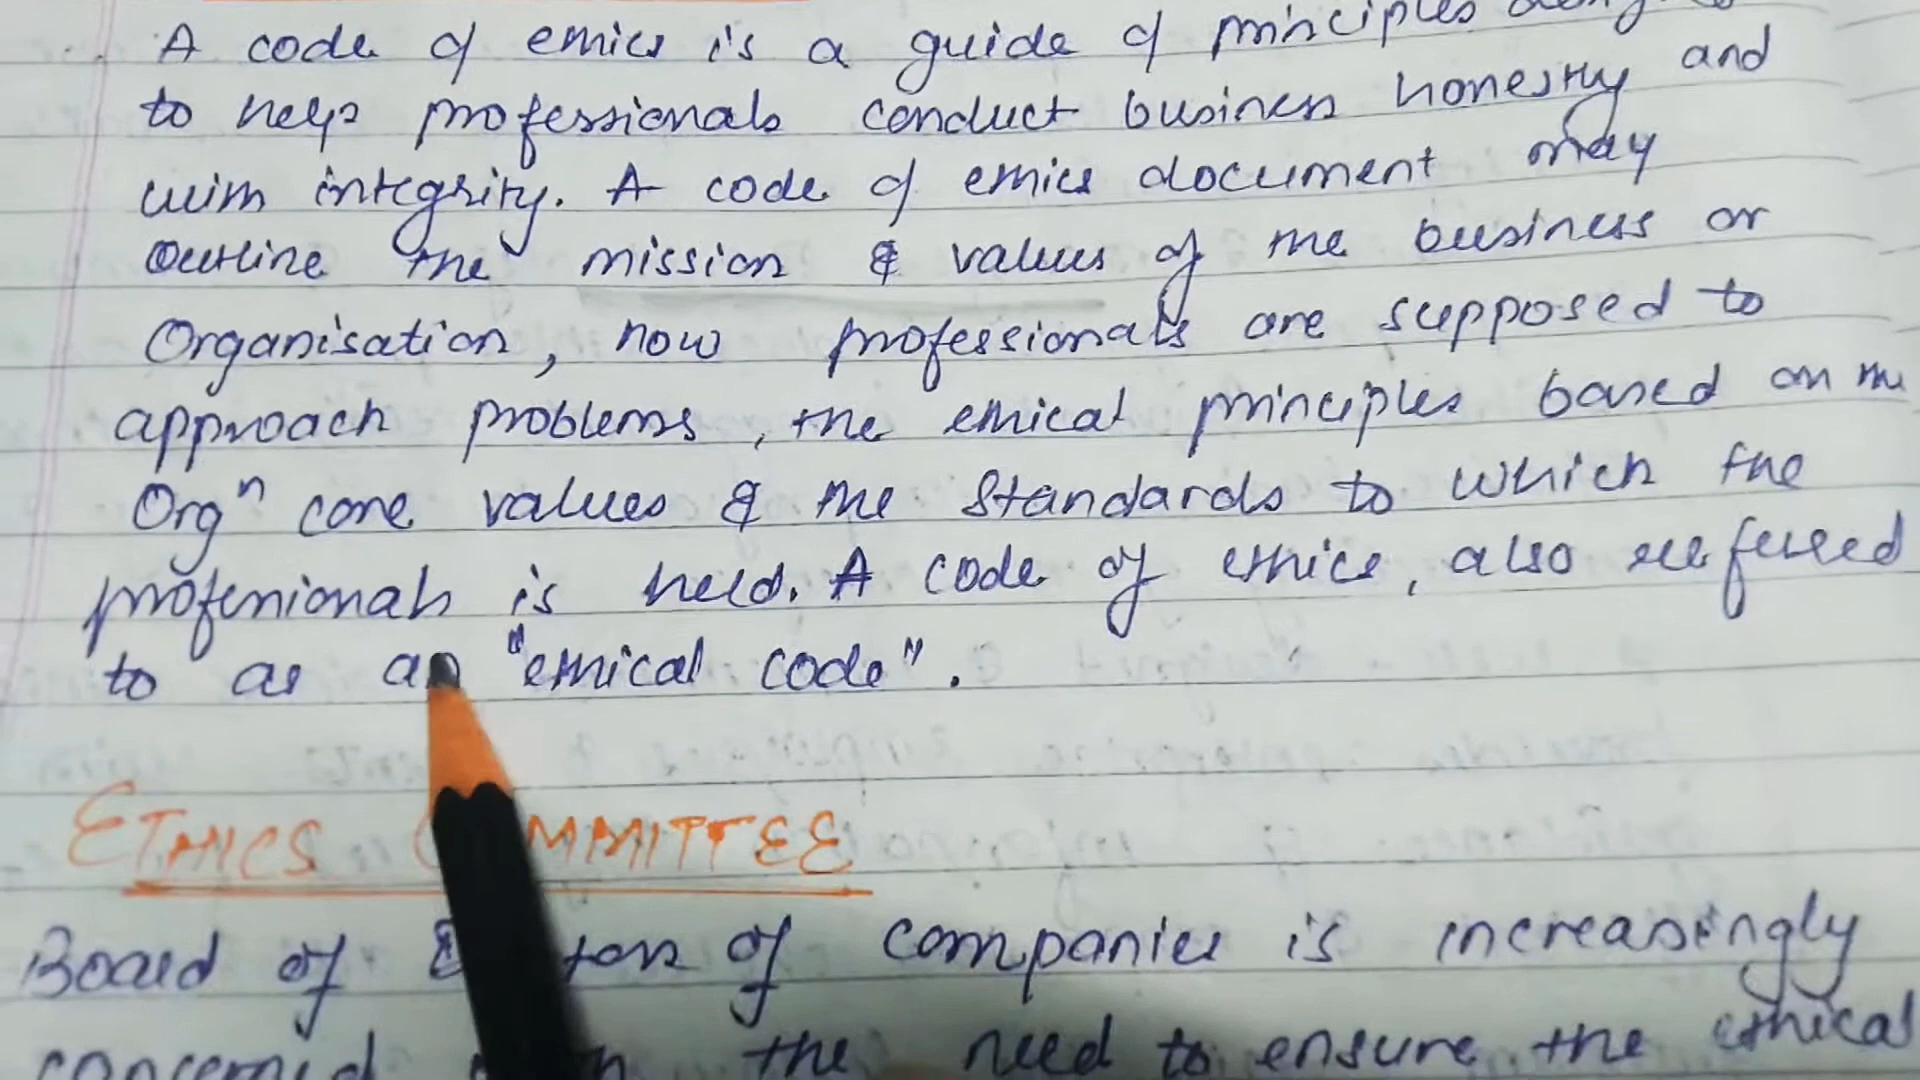 A code of ethics is a guide of principles
to help professionals conduct business honestly and
with integrity. A code of ethics document may
outline the mission & values of the business or
Organisation, how professionals are supposed to
approach problems, the ethical principles based on the
Orgⁿ core values & the Standards to which the
professionals is held. A code of ethics, also referred
to as an "ethical code".
ETHICS COMMITTEE
Board of of companies is increasingly
concerned the need to ensure the ethical